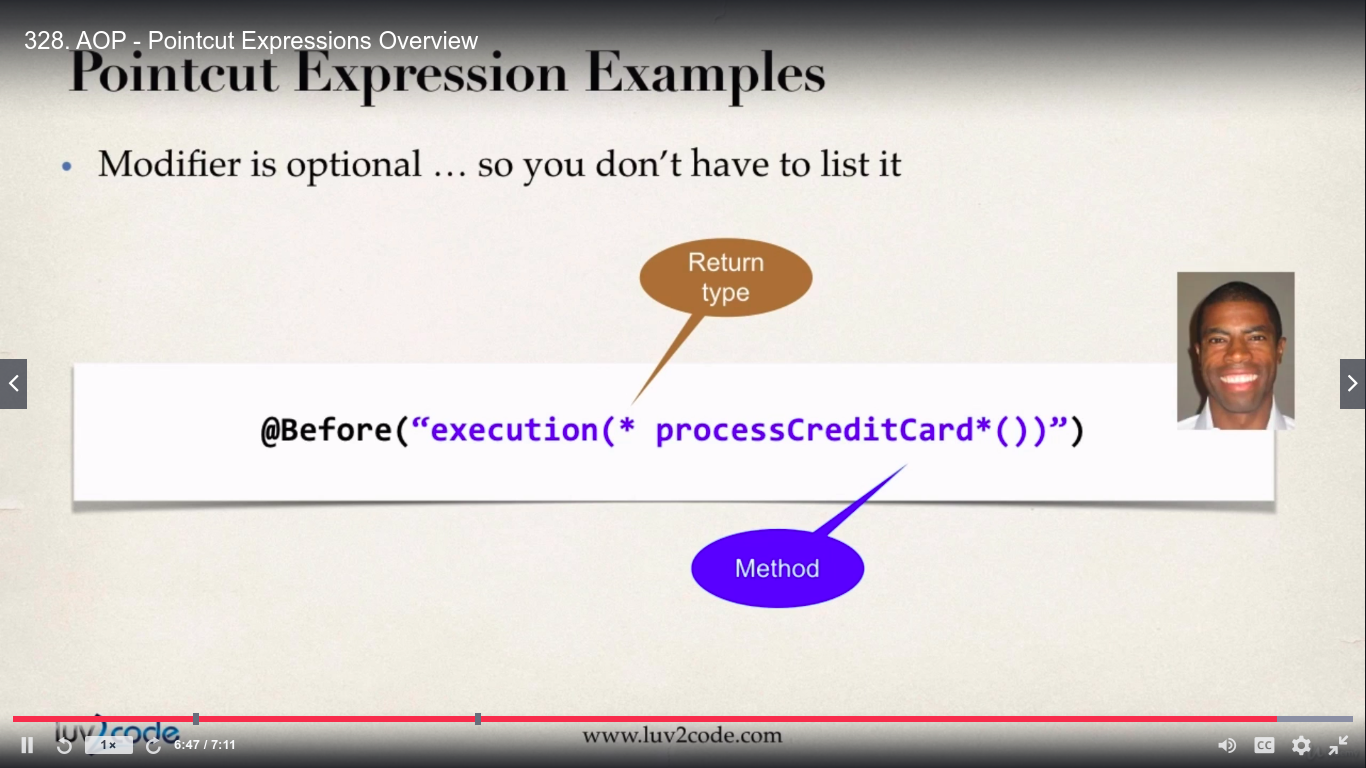 328. AOP - Pointcut Expressions Overview
Pointcut Expression Examples
• Modifier is optional … so you don’t have to list it
Return
type
@Before(“execution(* processCreditCard*())”)
Method
luv2code
www.luv2code.com
1×
6:47 / 7:11
CC